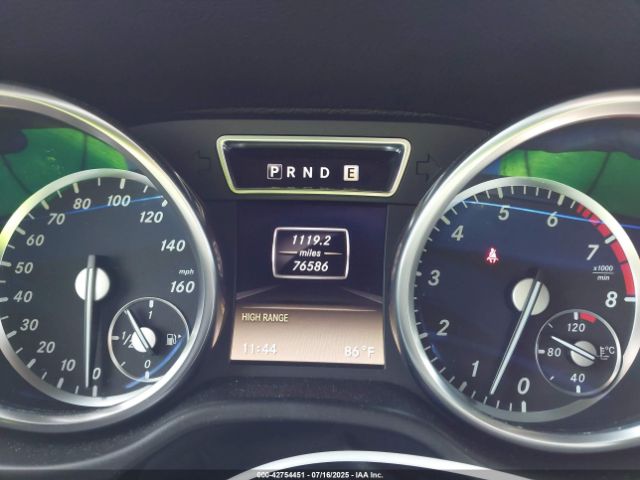 P R N D E
1119.2
miles
76586
HIGH RANGE
11:44 86°F
0 10 20 30 40 50 60 70 80 100 120 140 160
mph
1
1/2
0
0 1 2 3 4 5 6 7 8
x1000
min
120
80 °C
40
000-42754451 - 07/16/2025 - IAA Inc.